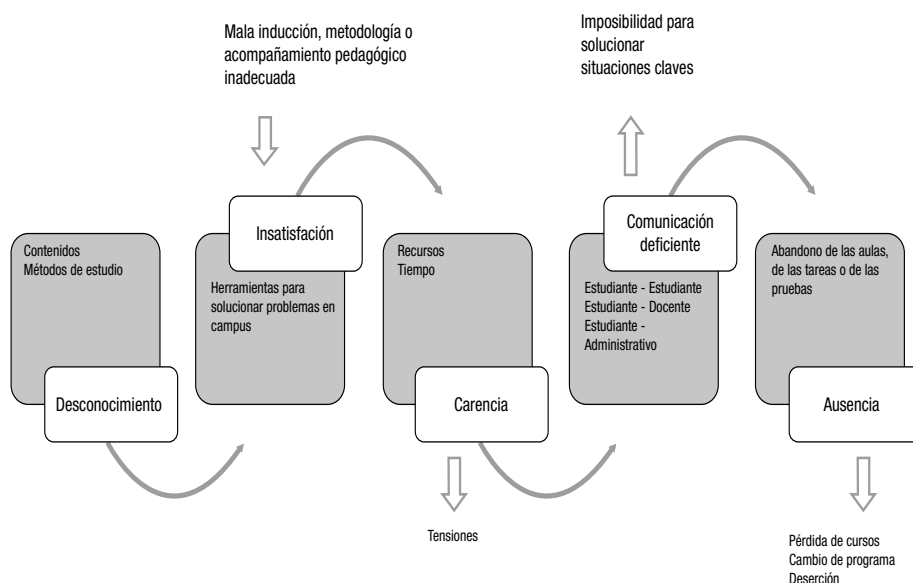 Mala inducción, metodología o
acompañamiento pedagógico
inadecuada
Imposibilidad para
solucionar
situaciones claves
Contenidos
Métodos de estudio
Desconocimiento
Insatisfación
Herramientas para
solucionar problemas en
campus
Recursos
Tiempo
Carencia
Comunicación
deficiente
Estudiante - Estudiante
Estudiante - Docente
Estudiante -
Administrativo
Abandono de las aulas,
de las tareas o de las
pruebas
Ausencia
Tensiones
Pérdida de cursos
Cambio de programa
Deserción